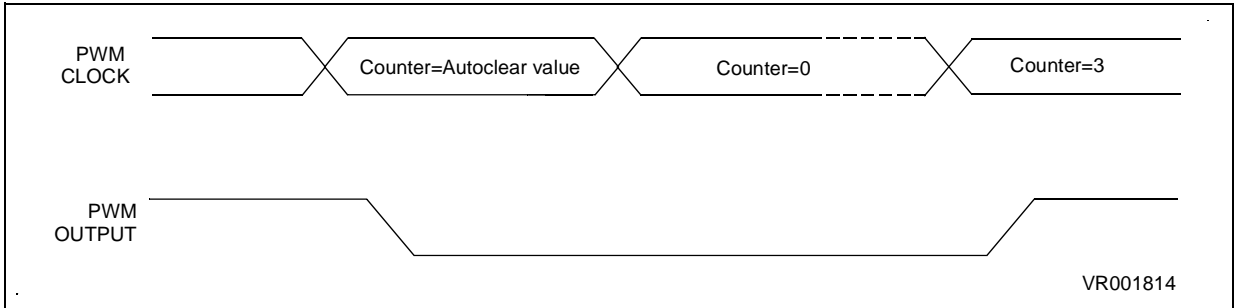 PWM
CLOCK
Counter=Autoclear value
Counter=0
Counter=3
PWM
OUTPUT
VR001814